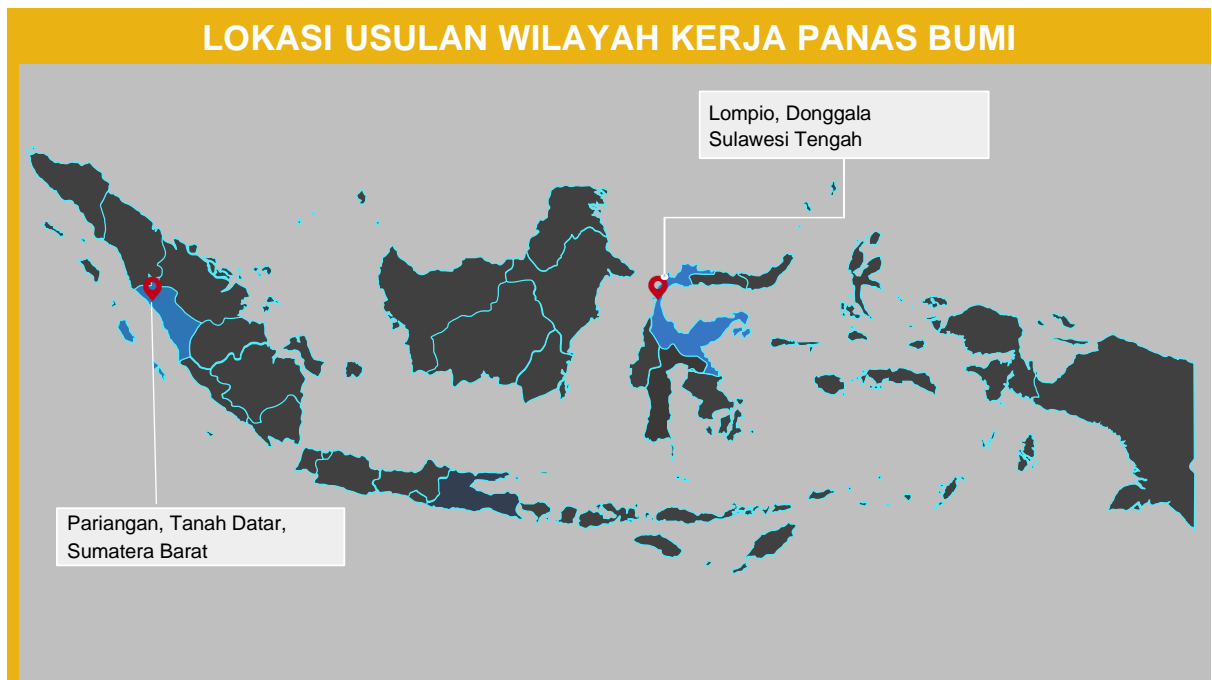 LOKASI USULAN WILAYAH KERJA PANAS BUMI
Lompio, Donggala
Sulawesi Tengah
Pariangan, Tanah Datar,
Sumatera Barat